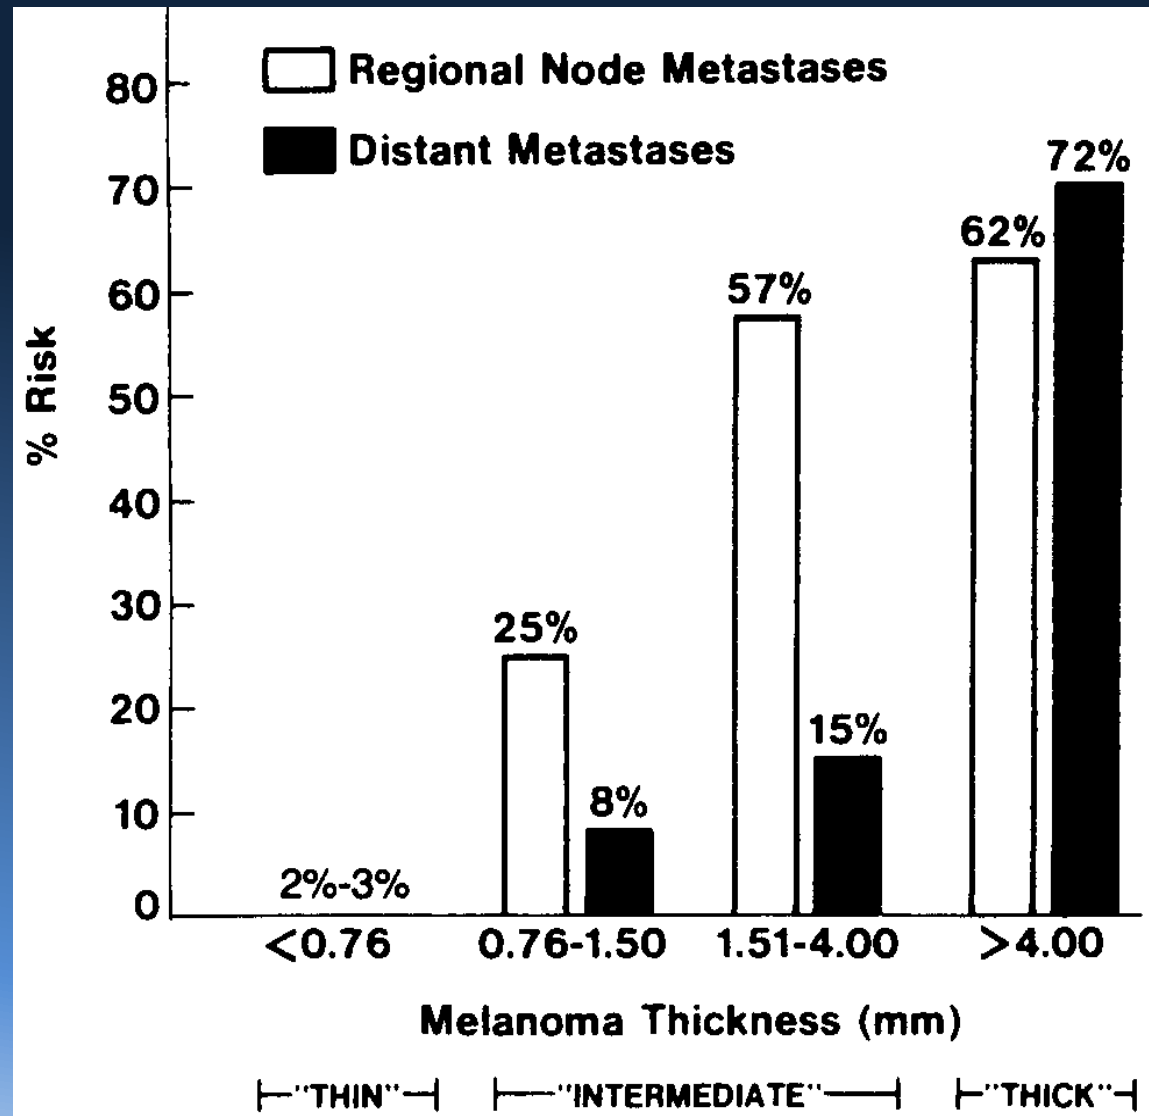 Regional Node Metastases
Distant Metastases
% Risk
80
70
60
50
40
30
20
10
0
2%-3%
25%
8%
57%
15%
62%
72%
<0.76
0.76-1.50
1.51-4.00
>4.00
Melanoma Thickness (mm)
"THIN"
"INTERMEDIATE"
"THICK"